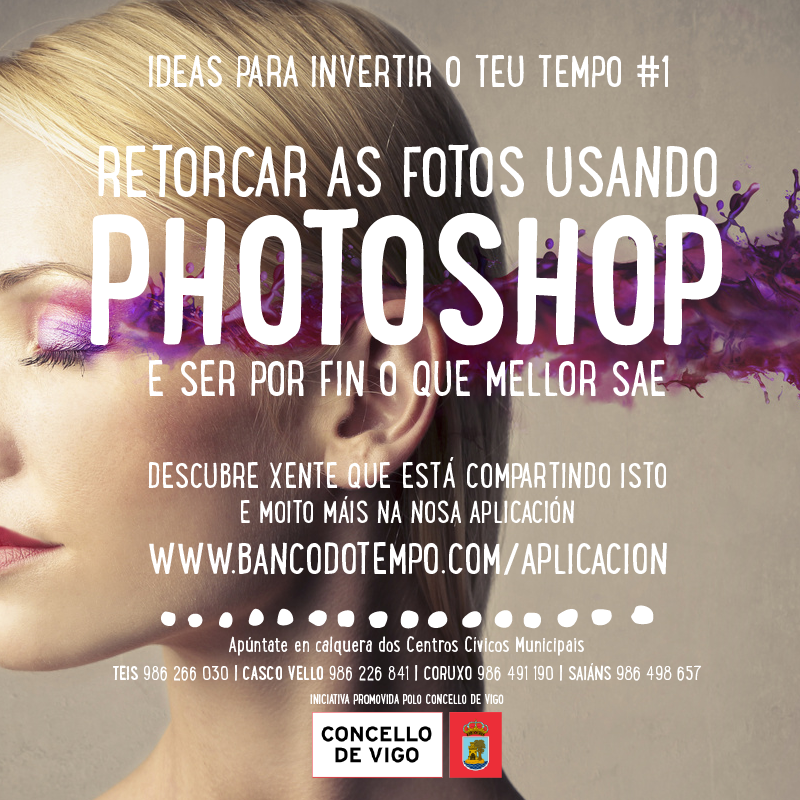 IDEAS PARA INVERTIR O TEU TEMPO #1
RETORCAR AS FOTOS USANDO
PHOTOSHOP
E SER POR FIN O QUE MELLOR SAE
DESCUBRE XENTE QUE ESTÁ COMPARTINDO ISTO
E MOITO MÁIS NA NOSA APLICACIÓN
WWW.BANCODOTEMPO.COM/APLICACION
Apúntate en calquera dos Centros Cívicos Municipais
TEIS 986 266 030 | CASCO VELLO 986 226 841 | CORUXO 986 491 190 | SAIÁNS 986 498 657
INICIATIVA PROMOVIDA POLO CONCELLO DE VIGO
CONCELLO
DE VIGO